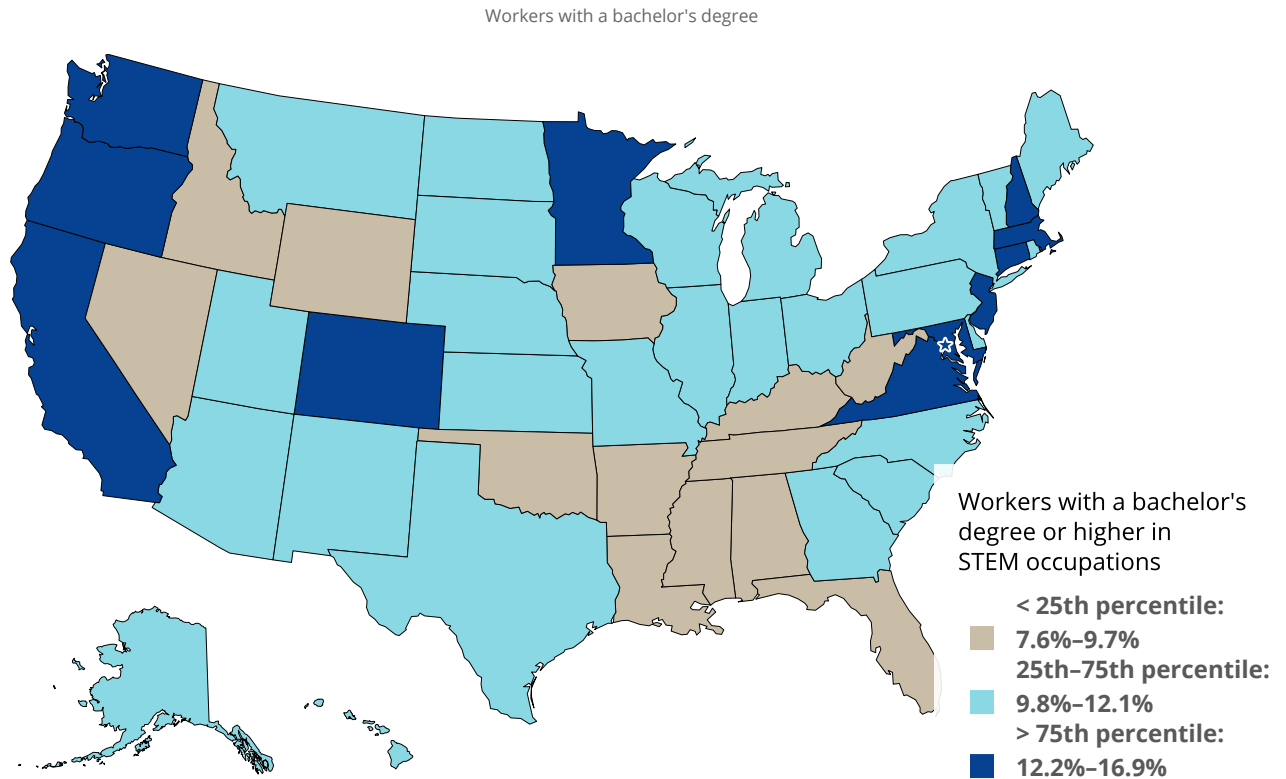 Workers with a bachelor's degree
Workers with a bachelor's
degree or higher in
STEM occupations
< 25th percentile:
7.6%–9.7%
25th–75th percentile:
9.8%–12.1%
> 75th percentile:
12.2%–16.9%